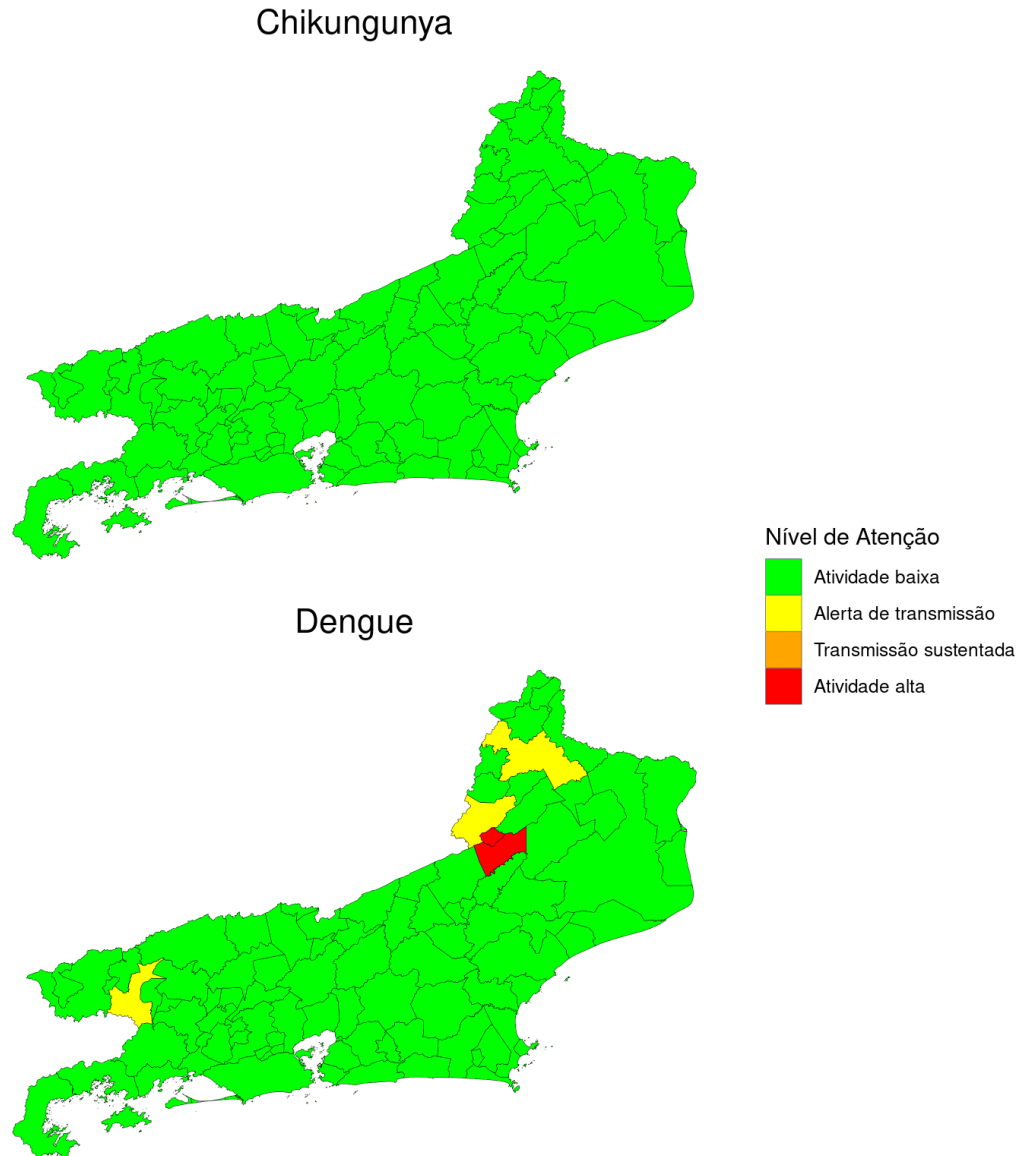 Chikungunya
Nível de Atenção
Atividade baixa
Alerta de transmissão
Transmissão sustentada
Atividade alta
Dengue